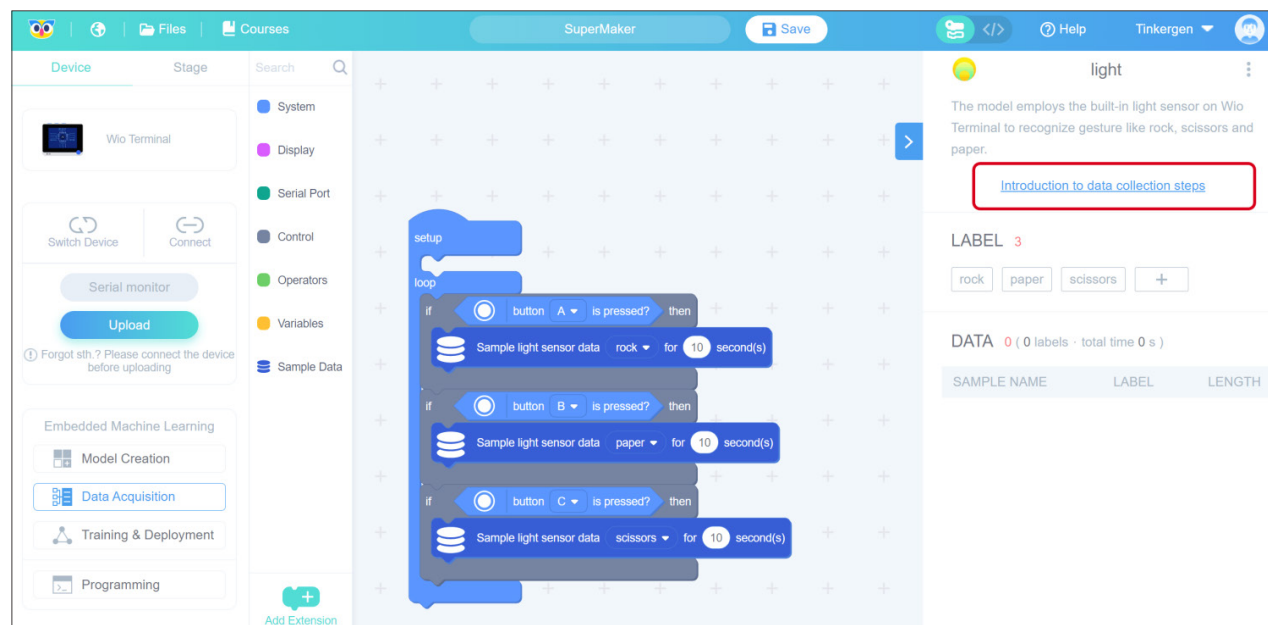 Files
Courses
SuperMaker
Save
</>
Help
Tinkergen
Device
Stage
Wio Terminal
Switch Device
Connect
Serial monitor
Upload
Forgot sth.? Please connect the device
before uploading
Embedded Machine Learning
Model Creation
Data Acquisition
Training & Deployment
Programming
Search
System
Display
Serial Port
Control
Operators
Variables
Sample Data
Add Extension
setup
loop
if button A is pressed? then
Sample light sensor data rock for 10 second(s)
if button B is pressed? then
Sample light sensor data paper for 10 second(s)
if button C is pressed? then
Sample light sensor data scissors for 10 second(s)
light
The model employs the built-in light sensor on Wio
Terminal to recognize gesture like rock, scissors and
paper.
Introduction to data collection steps
LABEL 3
rock paper scissors +
DATA 0 ( 0 labels · total time 0 s )
SAMPLE NAME LABEL LENGTH